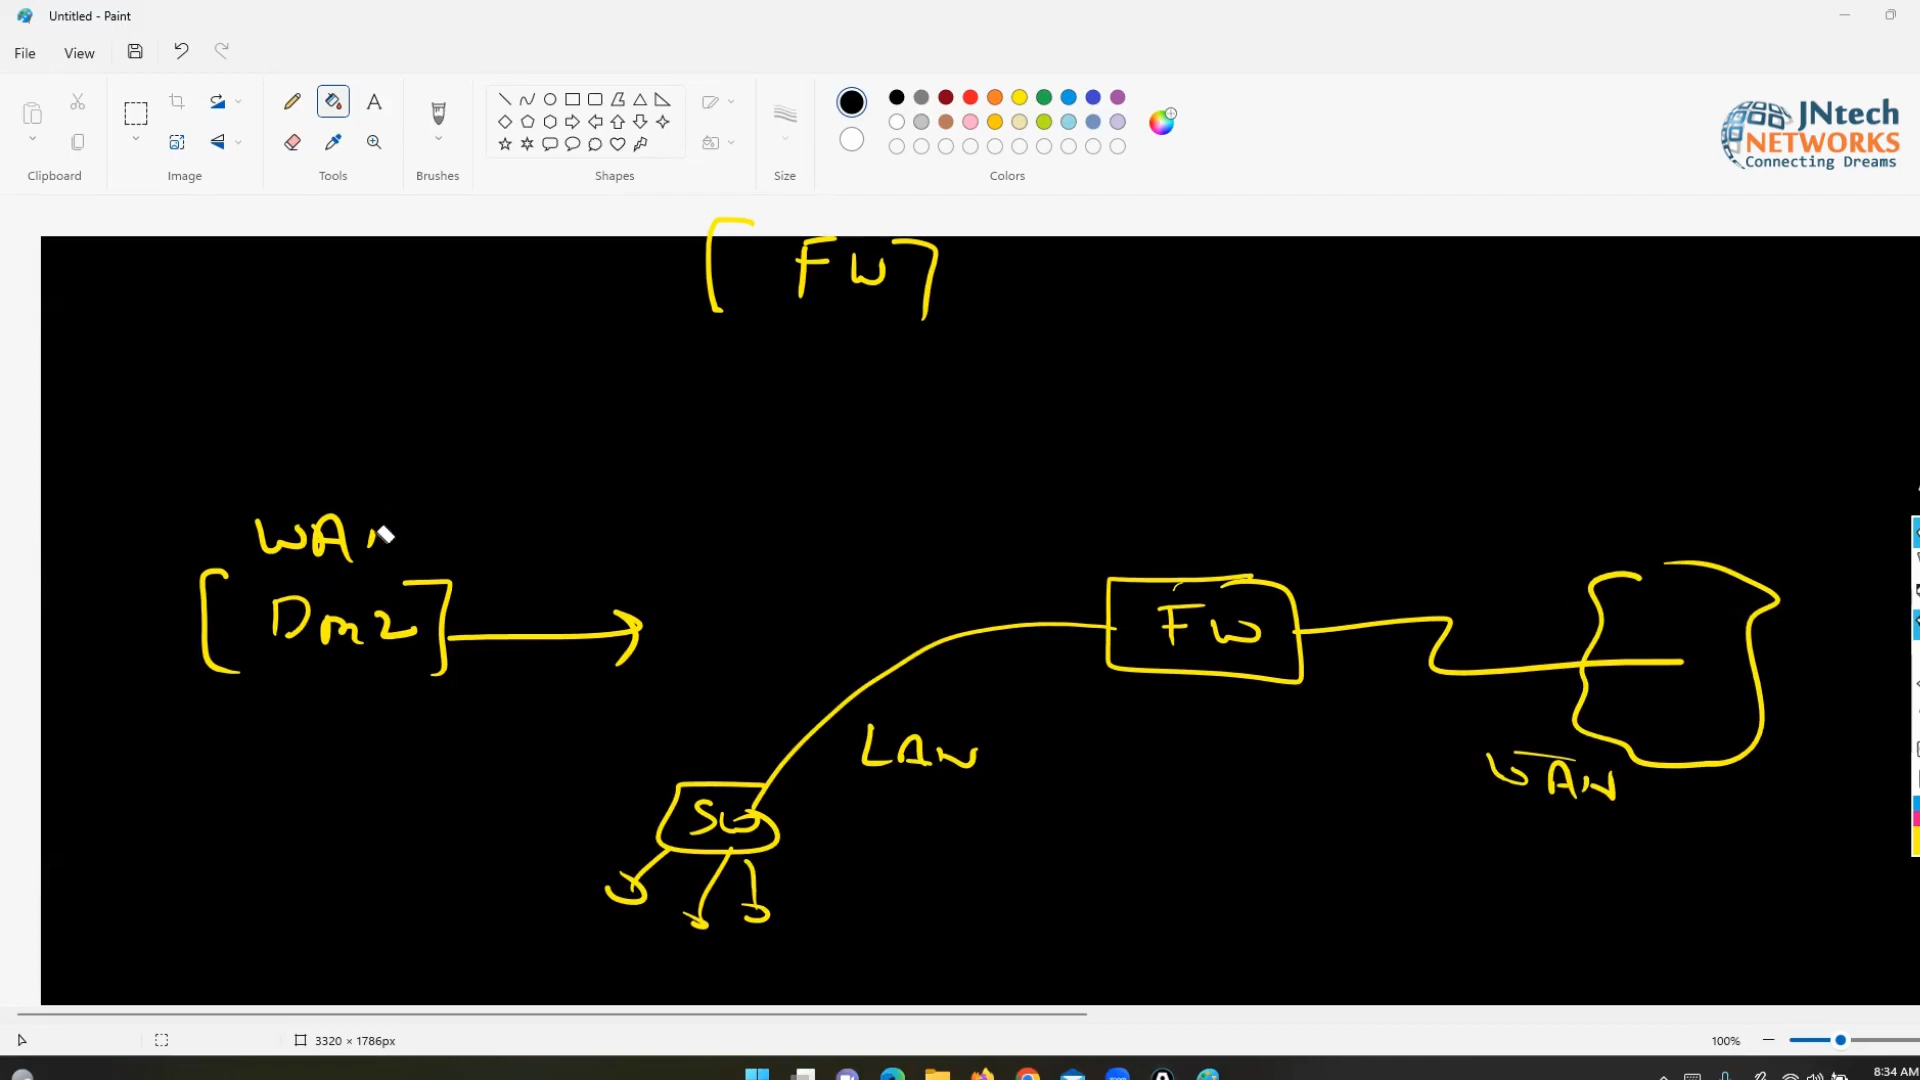 Untitled - Paint
File
View
Clipboard
Image
Tools
Brushes
Shapes
Size
Colors
JNtech
NETWORKS
Connecting Dreams
FW
WA
DMZ
FW
LAN
WAN
SW
3320 × 1786px
100%
8:34 AM